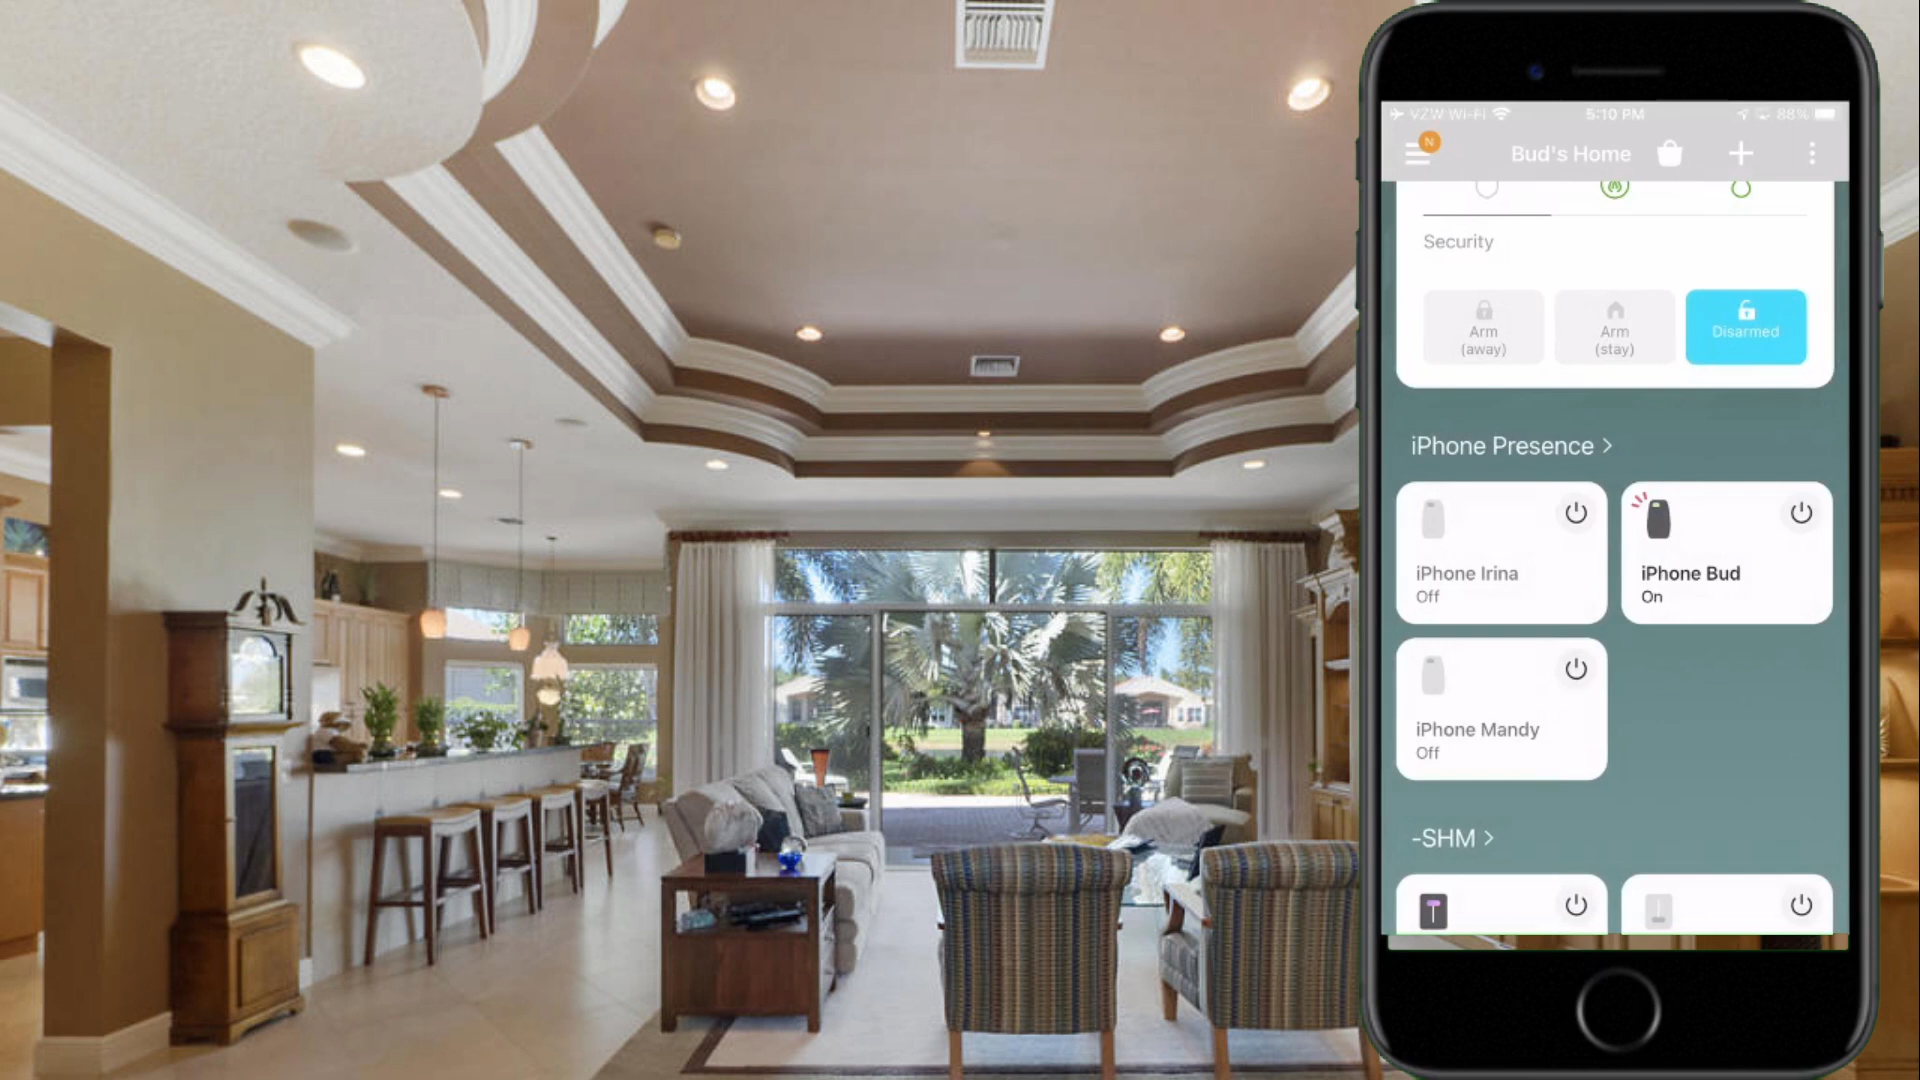 VZW Wi-Fi 5:10 PM 88%
N
Bud's Home
Security
Arm
(away)
Arm
(stay)
Disarmed
iPhone Presence >
iPhone Irina
Off
iPhone Bud
On
iPhone Mandy
Off
-SHM >